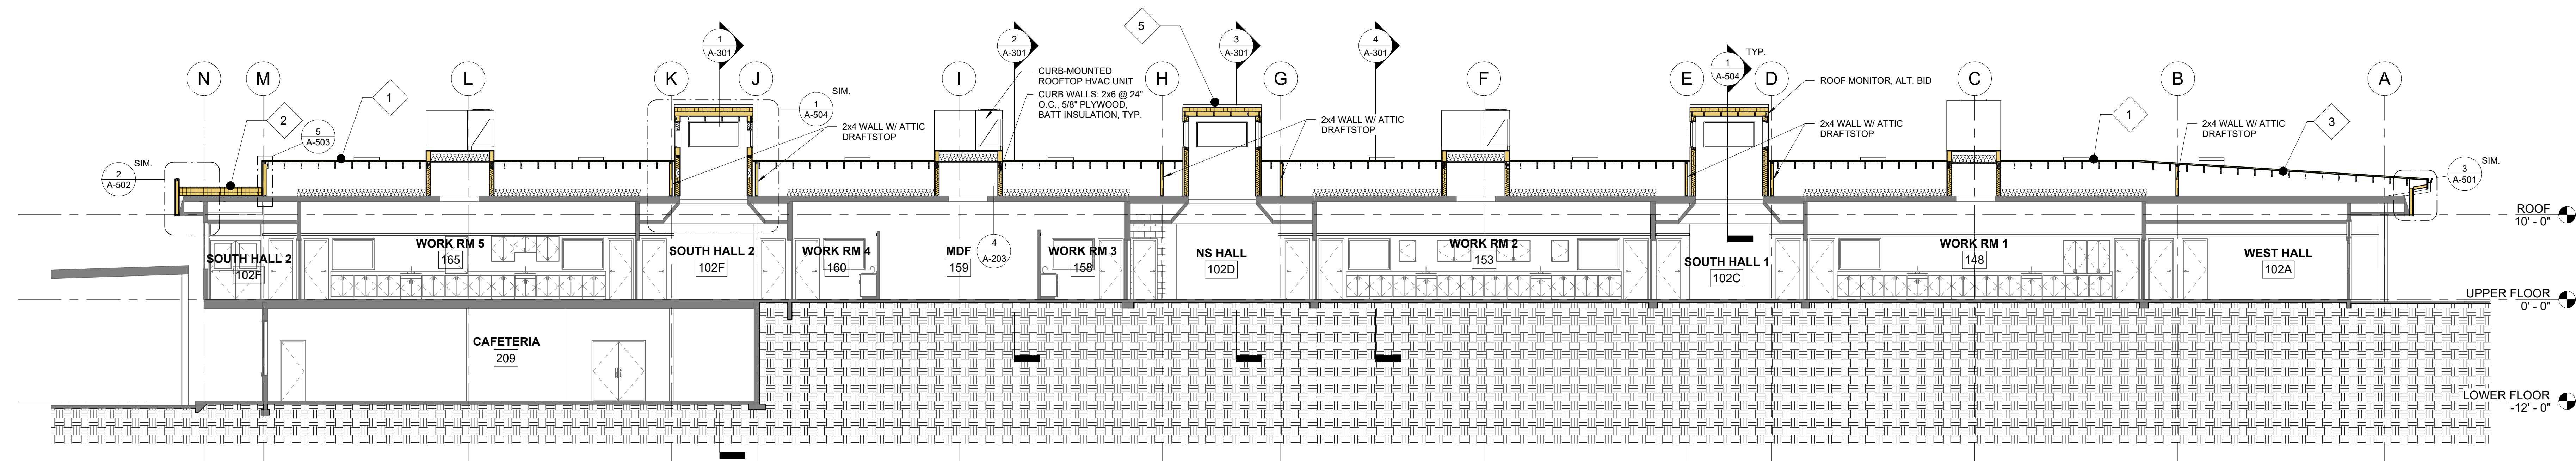 N
M
L
K
J
I
H
G
F
E
D
C
B
A
1
A-301
2
A-301
3
A-301
4
A-301
1
A-504
TYP.
5
1
2
5
A-503
SIM.
2
A-502
SIM.
1
A-504
2x4 WALL W/ ATTIC
DRAFTSTOP
CURB-MOUNTED
ROOFTOP HVAC UNIT
CURB WALLS: 2x6 @ 24"
O.C., 5/8" PLYWOOD,
BATT INSULATION, TYP.
2x4 WALL W/ ATTIC
DRAFTSTOP
ROOF MONITOR, ALT. BID
2x4 WALL W/ ATTIC
DRAFTSTOP
1
2x4 WALL W/ ATTIC
DRAFTSTOP
3
SIM.
3
A-501
ROOF
10' - 0"
SOUTH HALL 2
102F
WORK RM 5
165
SOUTH HALL 2
102F
WORK RM 4
160
MDF
159
4
A-203
WORK RM 3
158
NS HALL
102D
WORK RM 2
153
SOUTH HALL 1
102C
WORK RM 1
148
WEST HALL
102A
UPPER FLOOR
0' - 0"
CAFETERIA
209
LOWER FLOOR
-12' - 0"